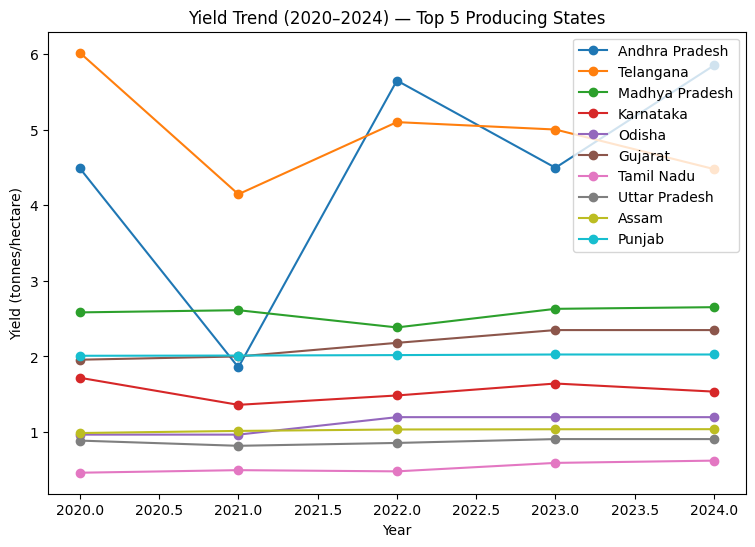 Yield Trend (2020–2024) — Top 5 Producing States
Yield (tonnes/hectare)
6
5
4
3
2
1
2020.0 2020.5 2021.0 2021.5 2022.0 2022.5 2023.0 2023.5 2024.0
Year
Andhra Pradesh
Telangana
Madhya Pradesh
Karnataka
Odisha
Gujarat
Tamil Nadu
Uttar Pradesh
Assam
Punjab